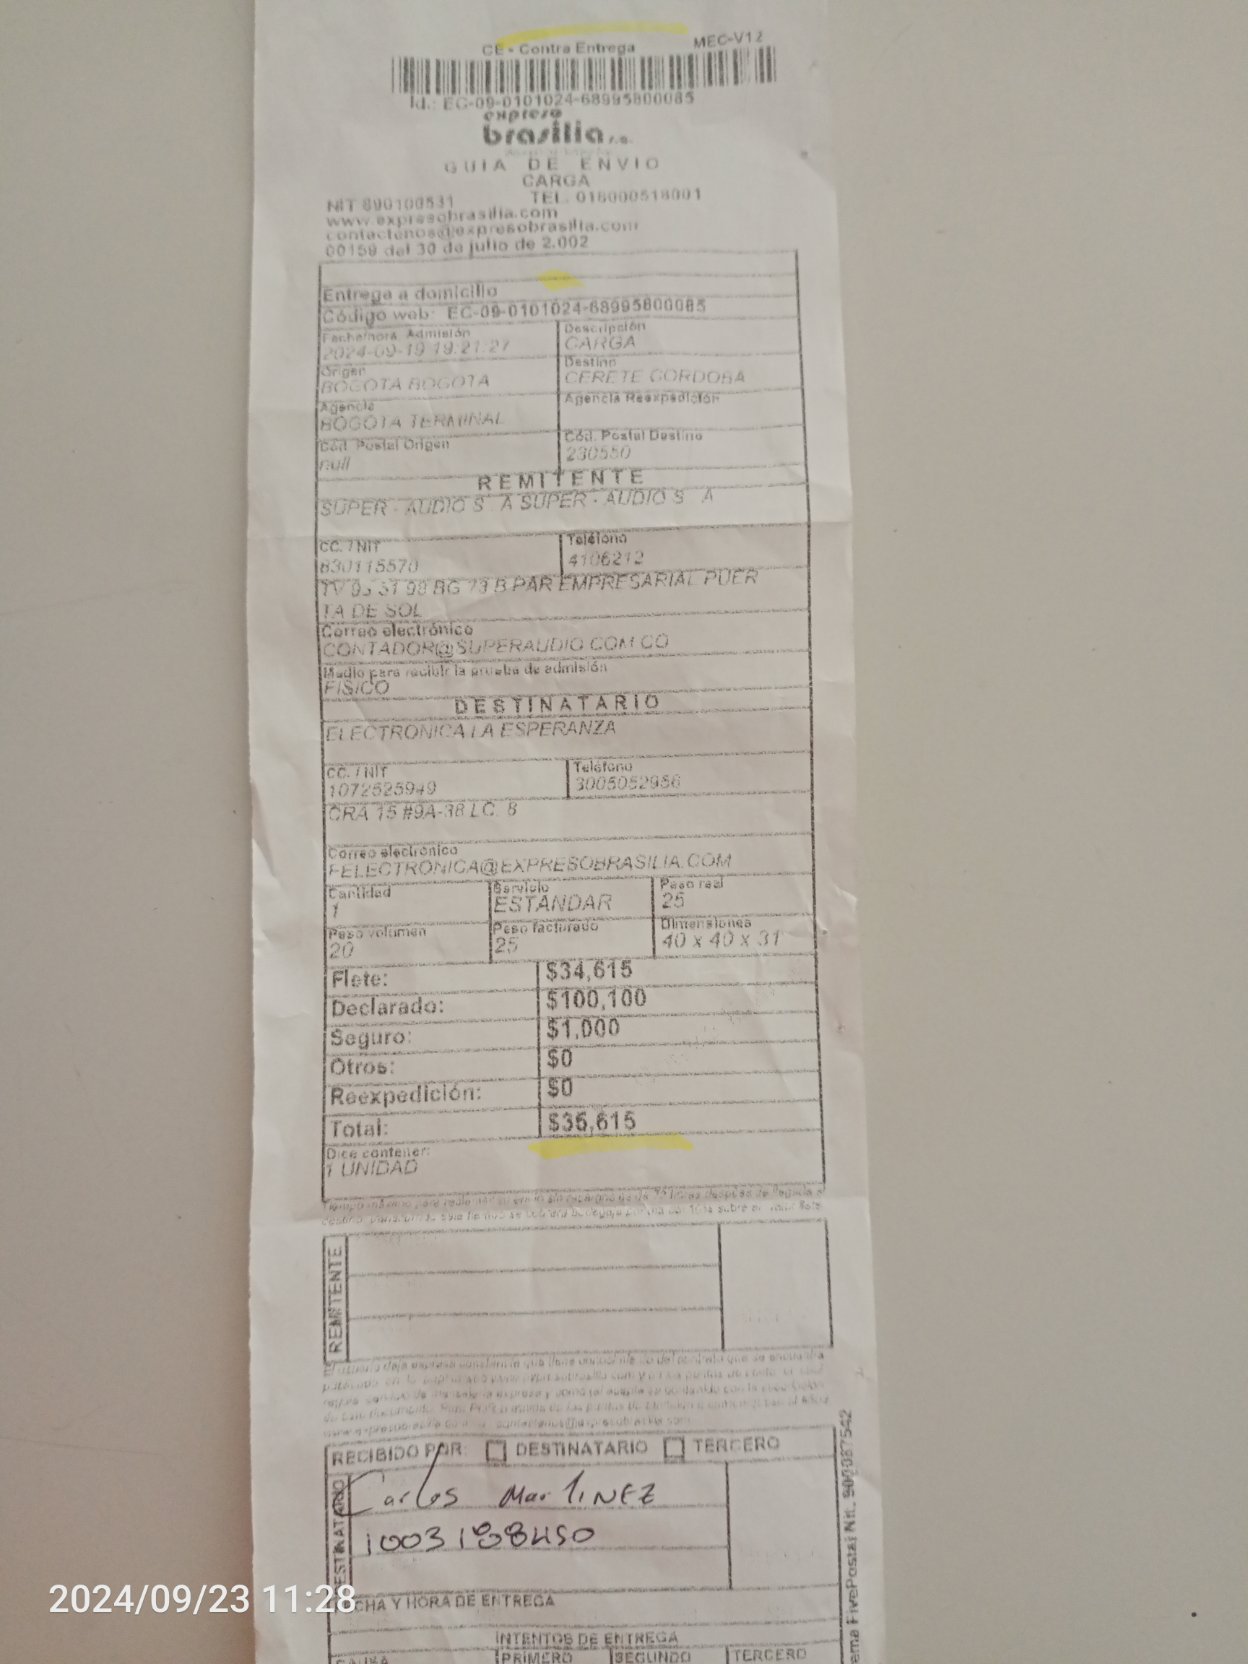 CE - Contra Entrega
MEC-V12
Id.: EG-09-0101024-68995800085
expreso
brasilia s.a.
GUIA DE ENVIO
CARGA
NIT 890100531 TEL. 018000518001
www.expresobrasilia.com
contactenos@expresobrasilia.com
00159 del 30 de julio de 2.002
Entrega a domicilio
Código web: EG-09-0101024-68995800085
Fecha/hora Admisión
2024-09-19 19:21:27
Descripción
CARGA
Origen
BOGOTA BOGOTA
Destino
CERETE CORDOBA
Agencia
BOGOTA TERMINAL
Agencia Reexpedición
Cód. Postal Origen
null
Cód. Postal Destino
230550
REMITENTE
SUPER - AUDIO S . A SUPER - AUDIO S . A
CC. / NIT
830115570
Teléfono
4106212
TV 93 51 98 BG 73 B PAR EMPRESARIAL PUER
TA DE SOL
Correo electrónico
CONTADOR@SUPERAUDIO.COM.CO
Medio para recibir la prueba de admisión
FISICO
DESTINATARIO
ELECTRONICA LA ESPERANZA
CC. / NIT
1072525949
Teléfono
3005052956
CRA 15 #9A-38 LC. 8
Correo electrónico
FELECTRONICA@EXPRESOBRASILIA.COM
Cantidad
1
Servicio
ESTANDAR
Peso real
25
Peso volumen
20
Peso facturado
25
Dimensiones
40 x 40 x 31
Flete: $34,615
Declarado: $100,100
Seguro: $1,000
Otros: $0
Reexpedición: $0
Total: $35,615
Dice contener:
1 UNIDAD
REMITENTE
RECIBIDO POR: DESTINATARIO TERCERO
Carlos MartINEZ
1003188450
FECHA Y HORA DE ENTREGA
INTENTOS DE ENTREGA
CAUSA PRIMERO SEGUNDO TERCERO
FivePostal Nit. 900087542
2024/09/23 11:28